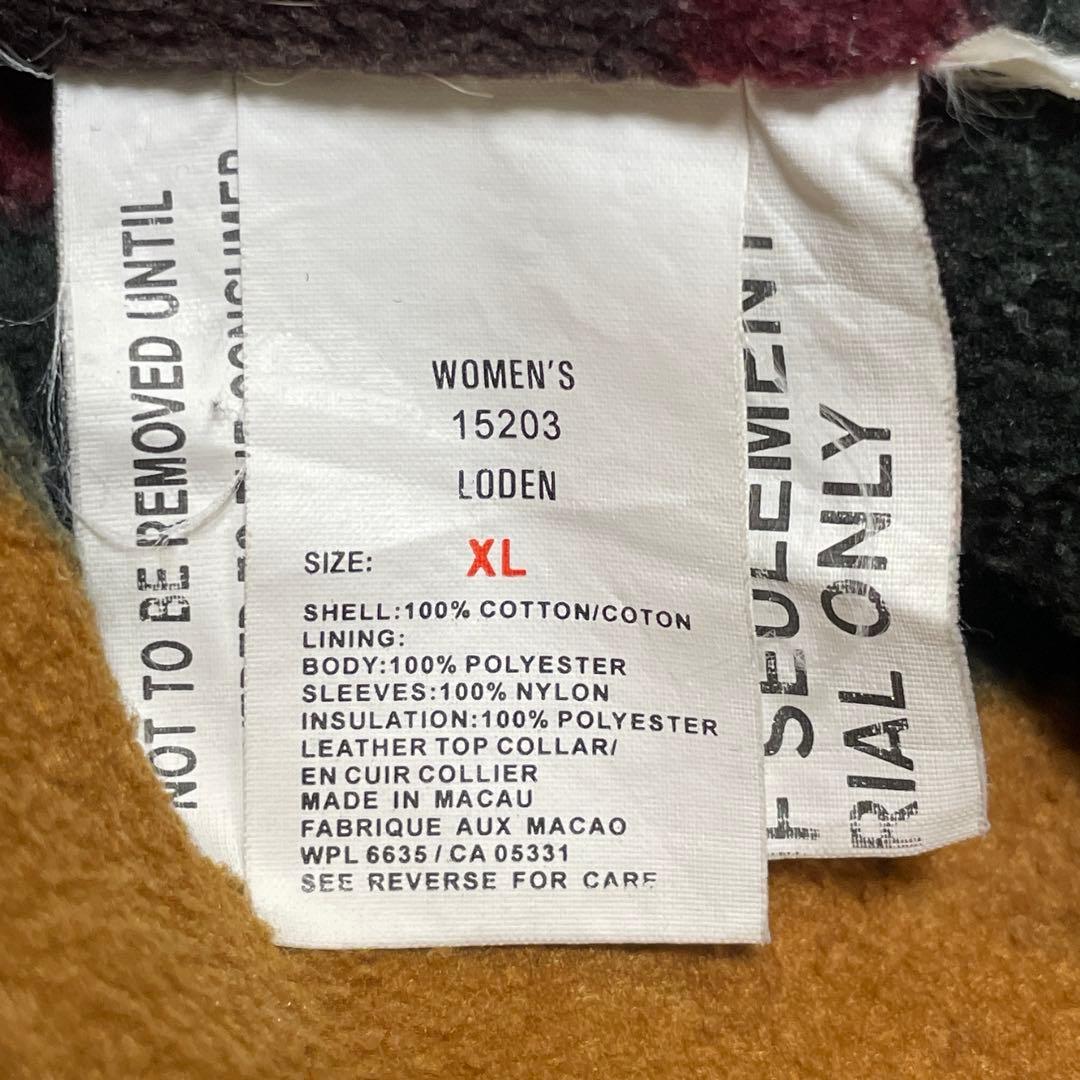 NOT TO BE REMOVED UNTIL
CONSUMER
WOMEN'S
15203
LODEN
SIZE: XL
SHELL:100% COTTON/COTON
LINING:
BODY:100% POLYESTER
SLEEVES:100% NYLON
INSULATION:100% POLYESTER
LEATHER TOP COLLAR/
EN CUIR COLLIER
MADE IN MACAU
FABRIQUE AUX MACAO
WPL 6635 / CA 05331
SEE REVERSE FOR CARE
SEULEMENT
RIAL ONLY